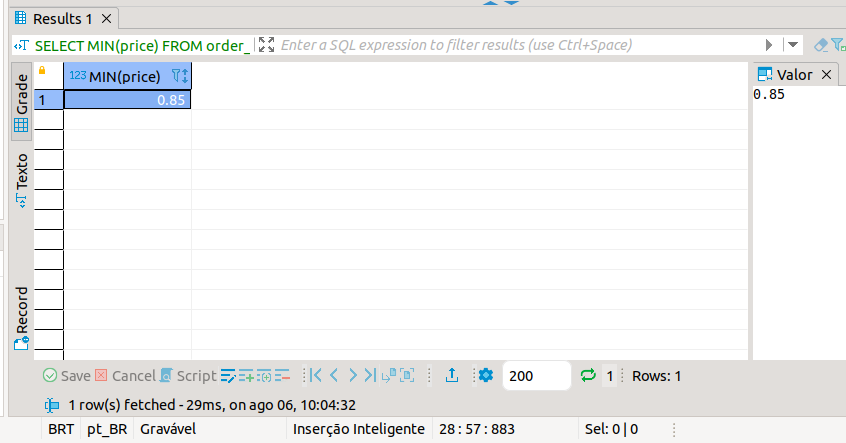 Results 1
SELECT MIN(price) FROM order_ Enter a SQL expression to filter results (use Ctrl+Space)
Grade
Texto
Record
123 MIN(price)
1 0.85
Valor
0.85
Save Cancel Script 200 1 Rows: 1
1 row(s) fetched - 29ms, on ago 06, 10:04:32
BRT pt_BR Gravável Inserção Inteligente 28 : 57 : 883 Sel: 0 | 0